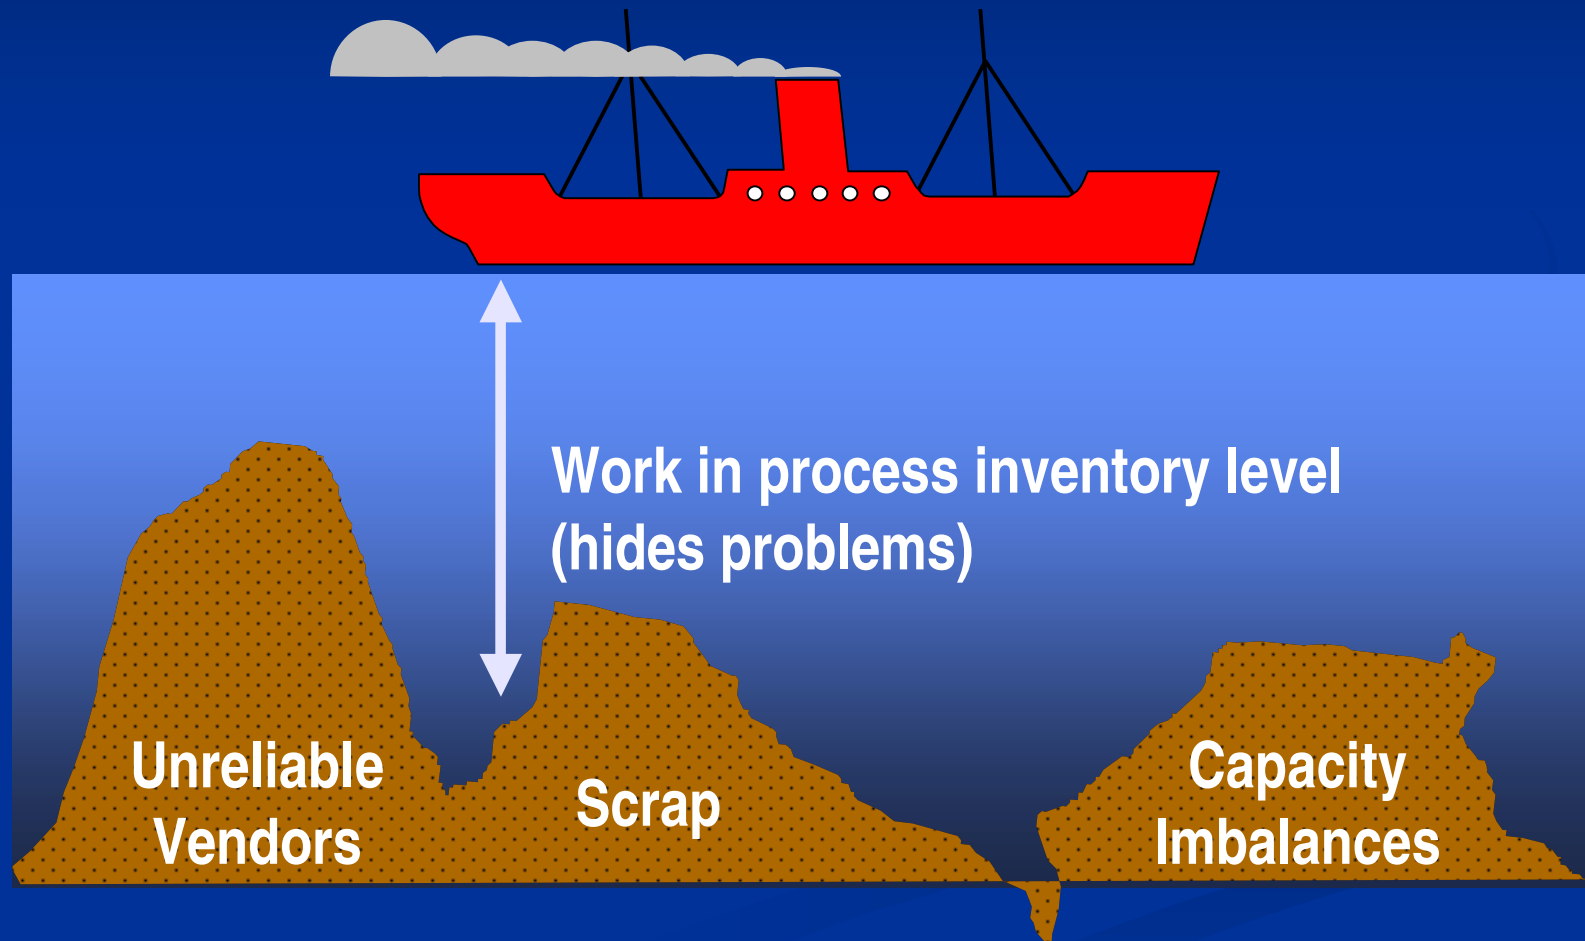 Work in process inventory level
(hides problems)
Unreliable
Vendors
Scrap
Capacity
Imbalances